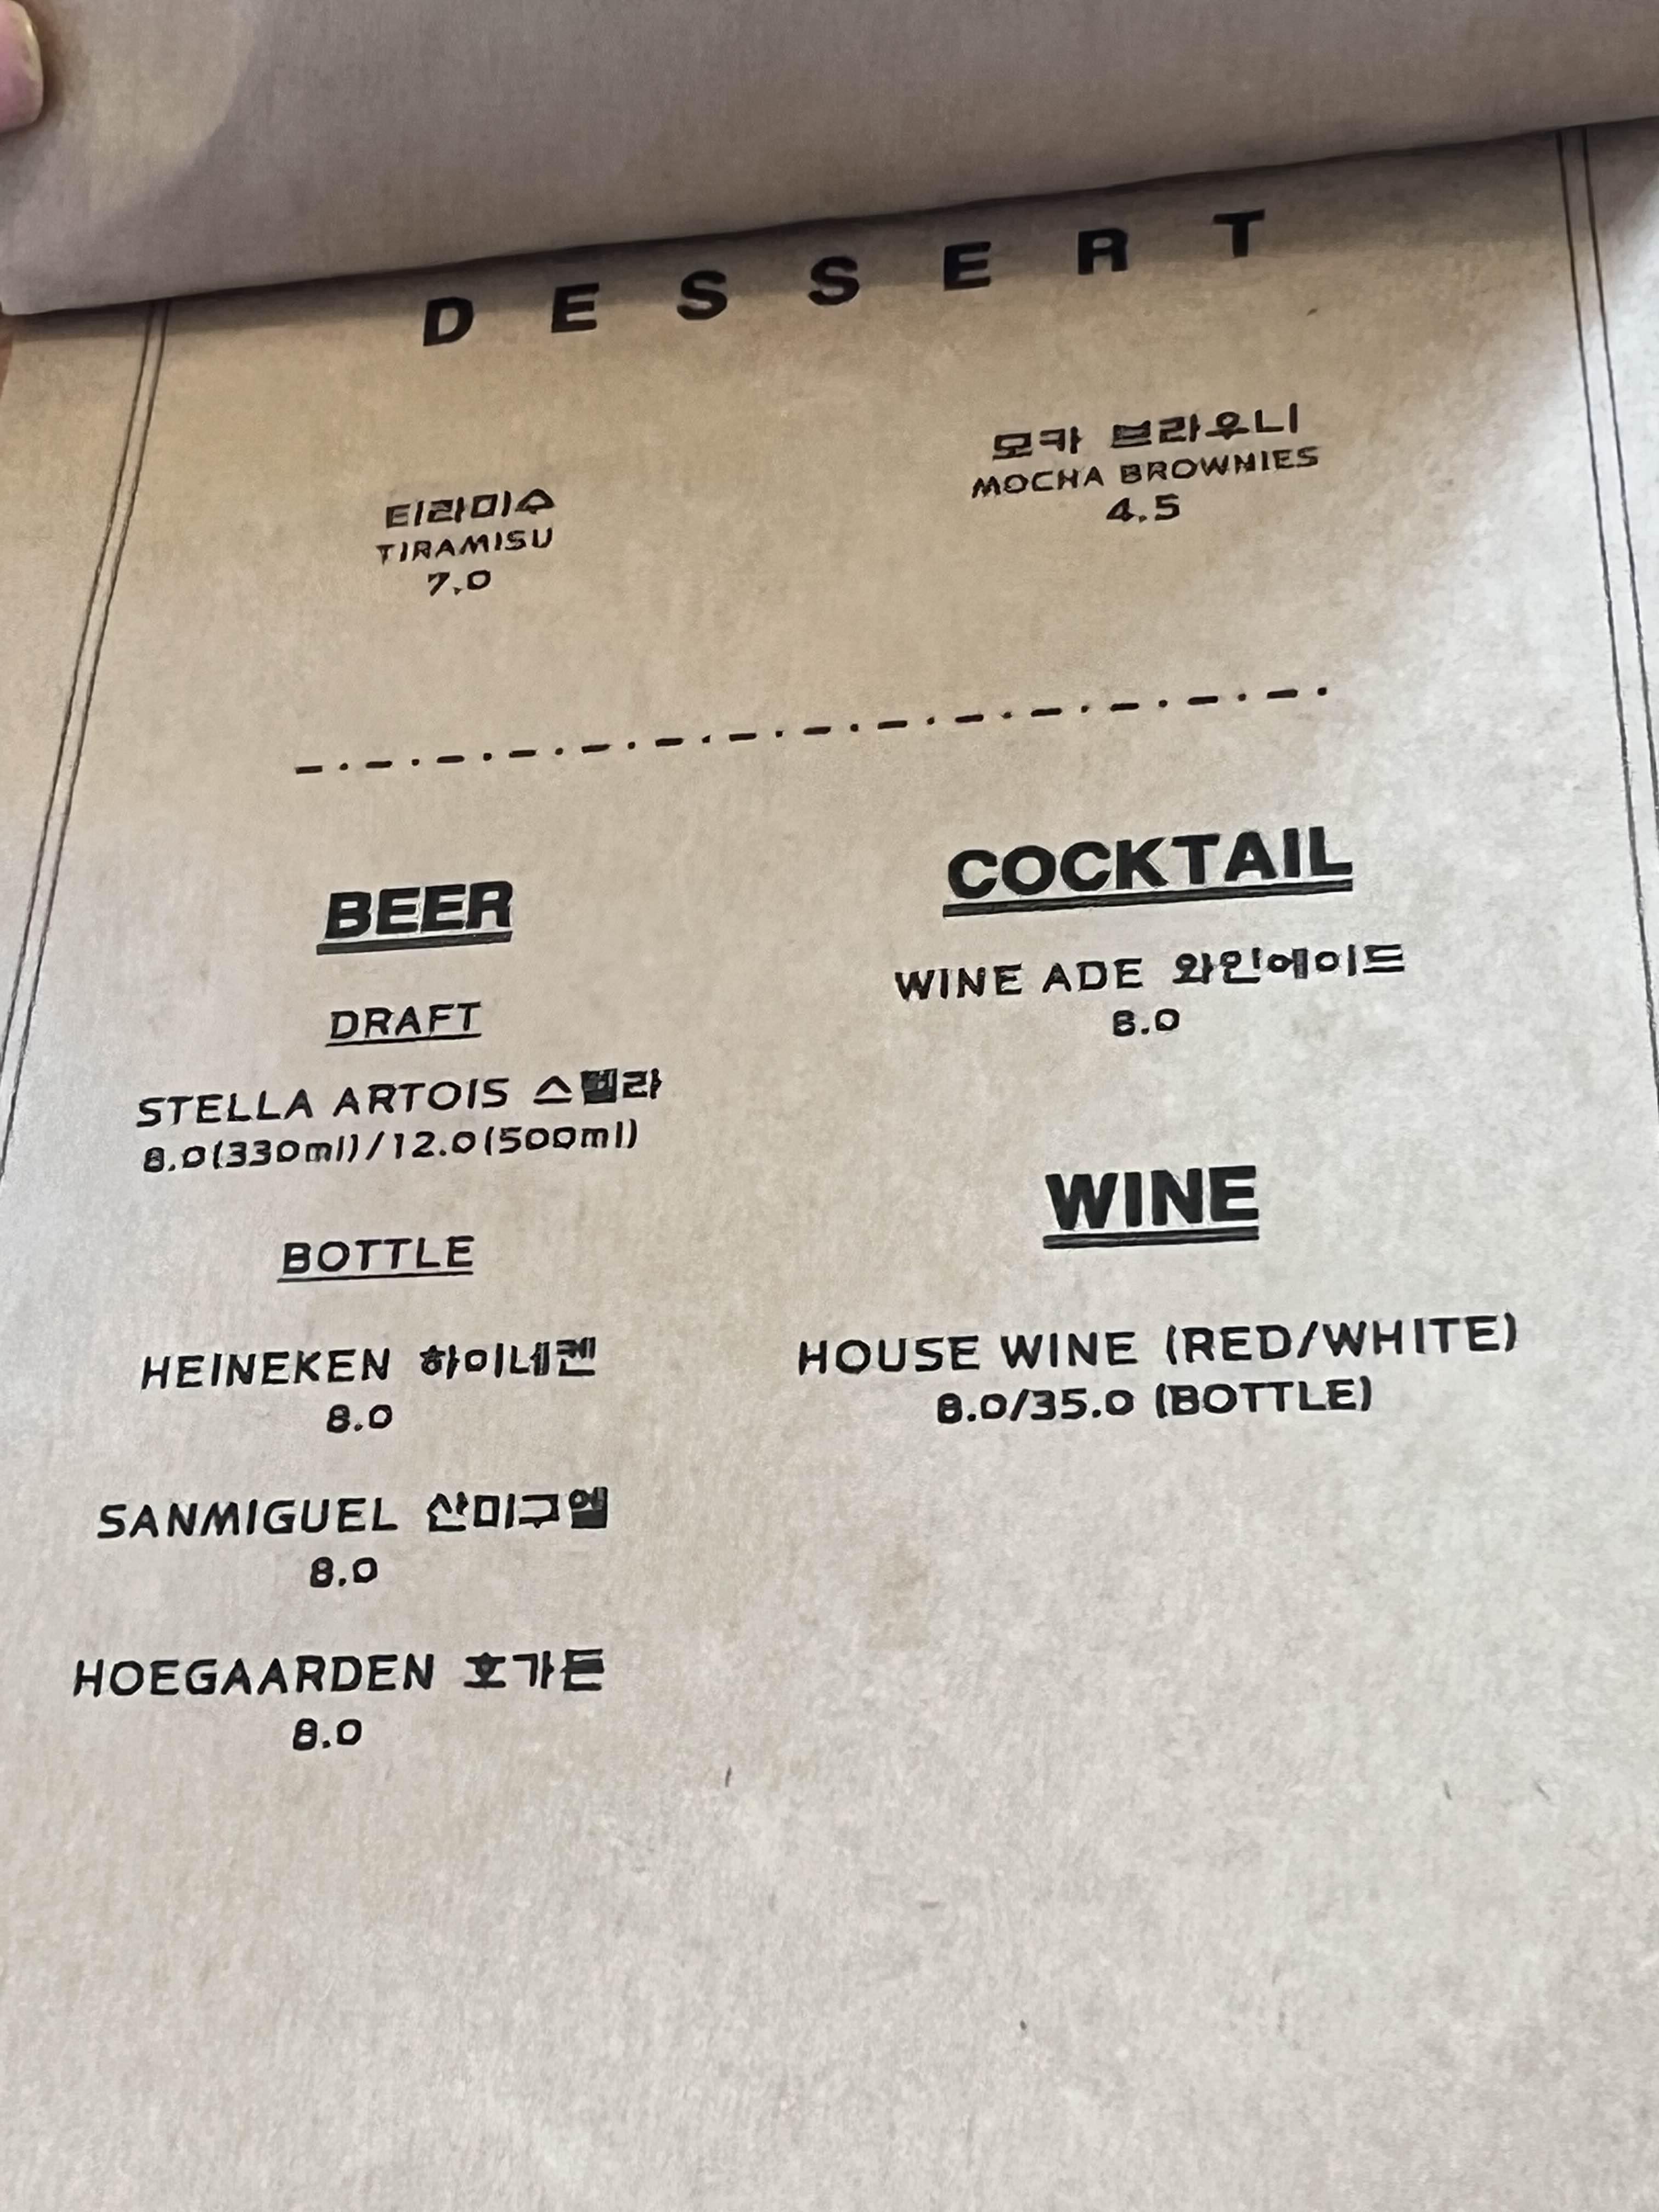 DESSERT
티라미수
TIRAMISU
7.0
모카 브라우니
MOCHA BROWNIES
4.5
BEER
DRAFT
STELLA ARTOIS 스텔라
8.0(330ml)/12.0(500ml)
BOTTLE
HEINEKEN 하이네켄
8.0
SANMIGUEL 산미구엘
8.0
HOEGAARDEN 호가든
8.0
COCKTAIL
WINE ADE 와인에이드
8.0
WINE
HOUSE WINE (RED/WHITE)
8.0/35.0 (BOTTLE)